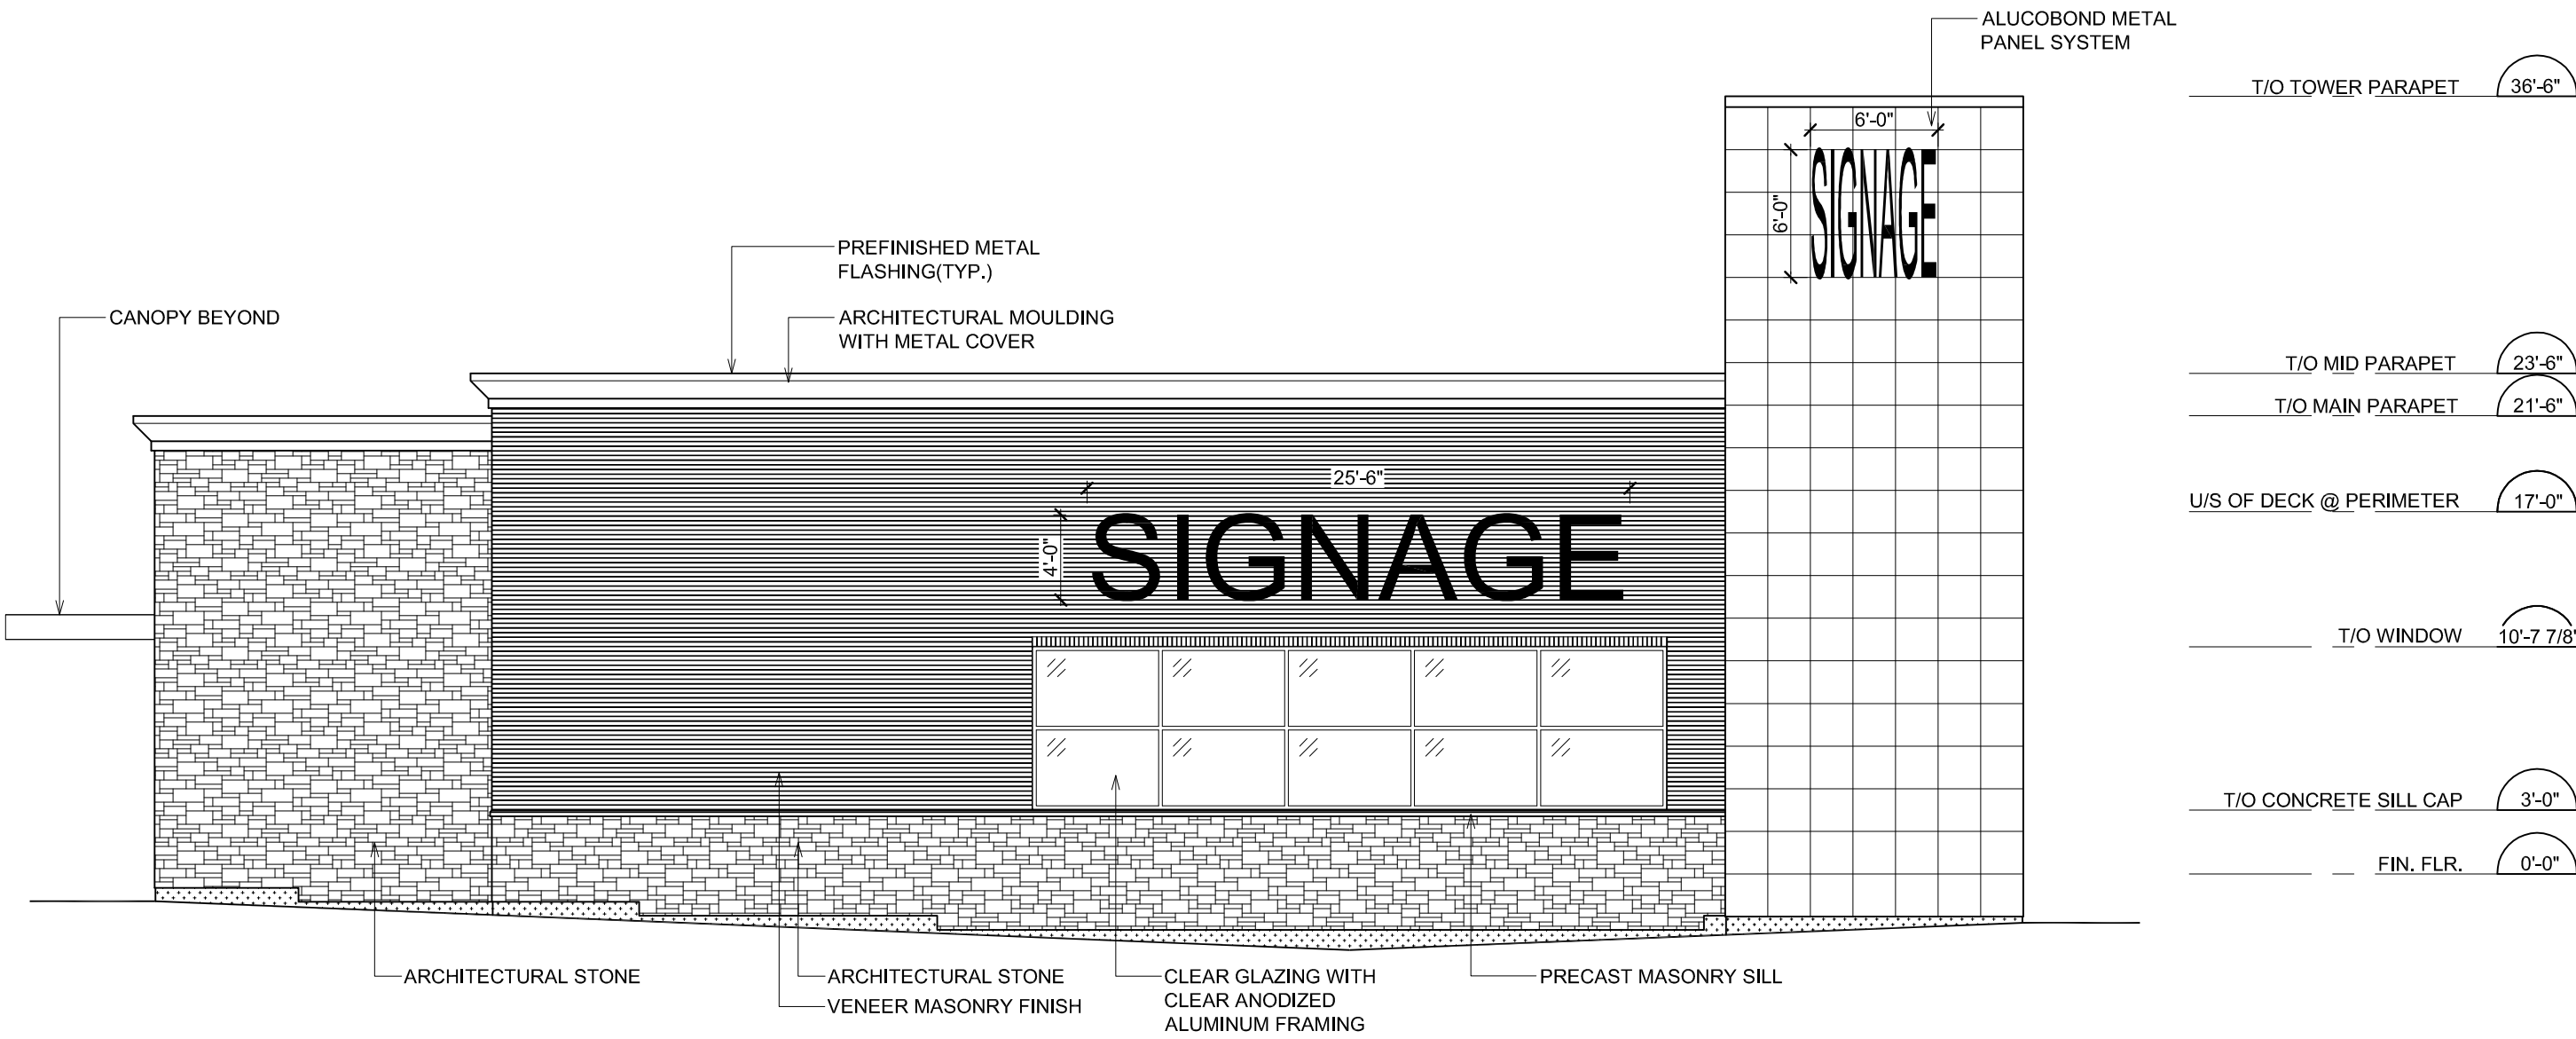 ALUCOBOND METAL
PANEL SYSTEM
T/O TOWER PARAPET 36'-6"
6'-0"
6'-0"
SIGNAGE
PREFINISHED METAL
FLASHING(TYP.)
CANOPY BEYOND
ARCHITECTURAL MOULDING
WITH METAL COVER
T/O MID PARAPET 23'-6"
T/O MAIN PARAPET 21'-6"
25'-6"
U/S OF DECK @ PERIMETER 17'-0"
4'-0"
SIGNAGE
T/O WINDOW 10'-7 7/8"
T/O CONCRETE SILL CAP 3'-0"
FIN. FLR. 0'-0"
ARCHITECTURAL STONE
ARCHITECTURAL STONE
VENEER MASONRY FINISH
CLEAR GLAZING WITH
CLEAR ANODIZED
ALUMINUM FRAMING
PRECAST MASONRY SILL